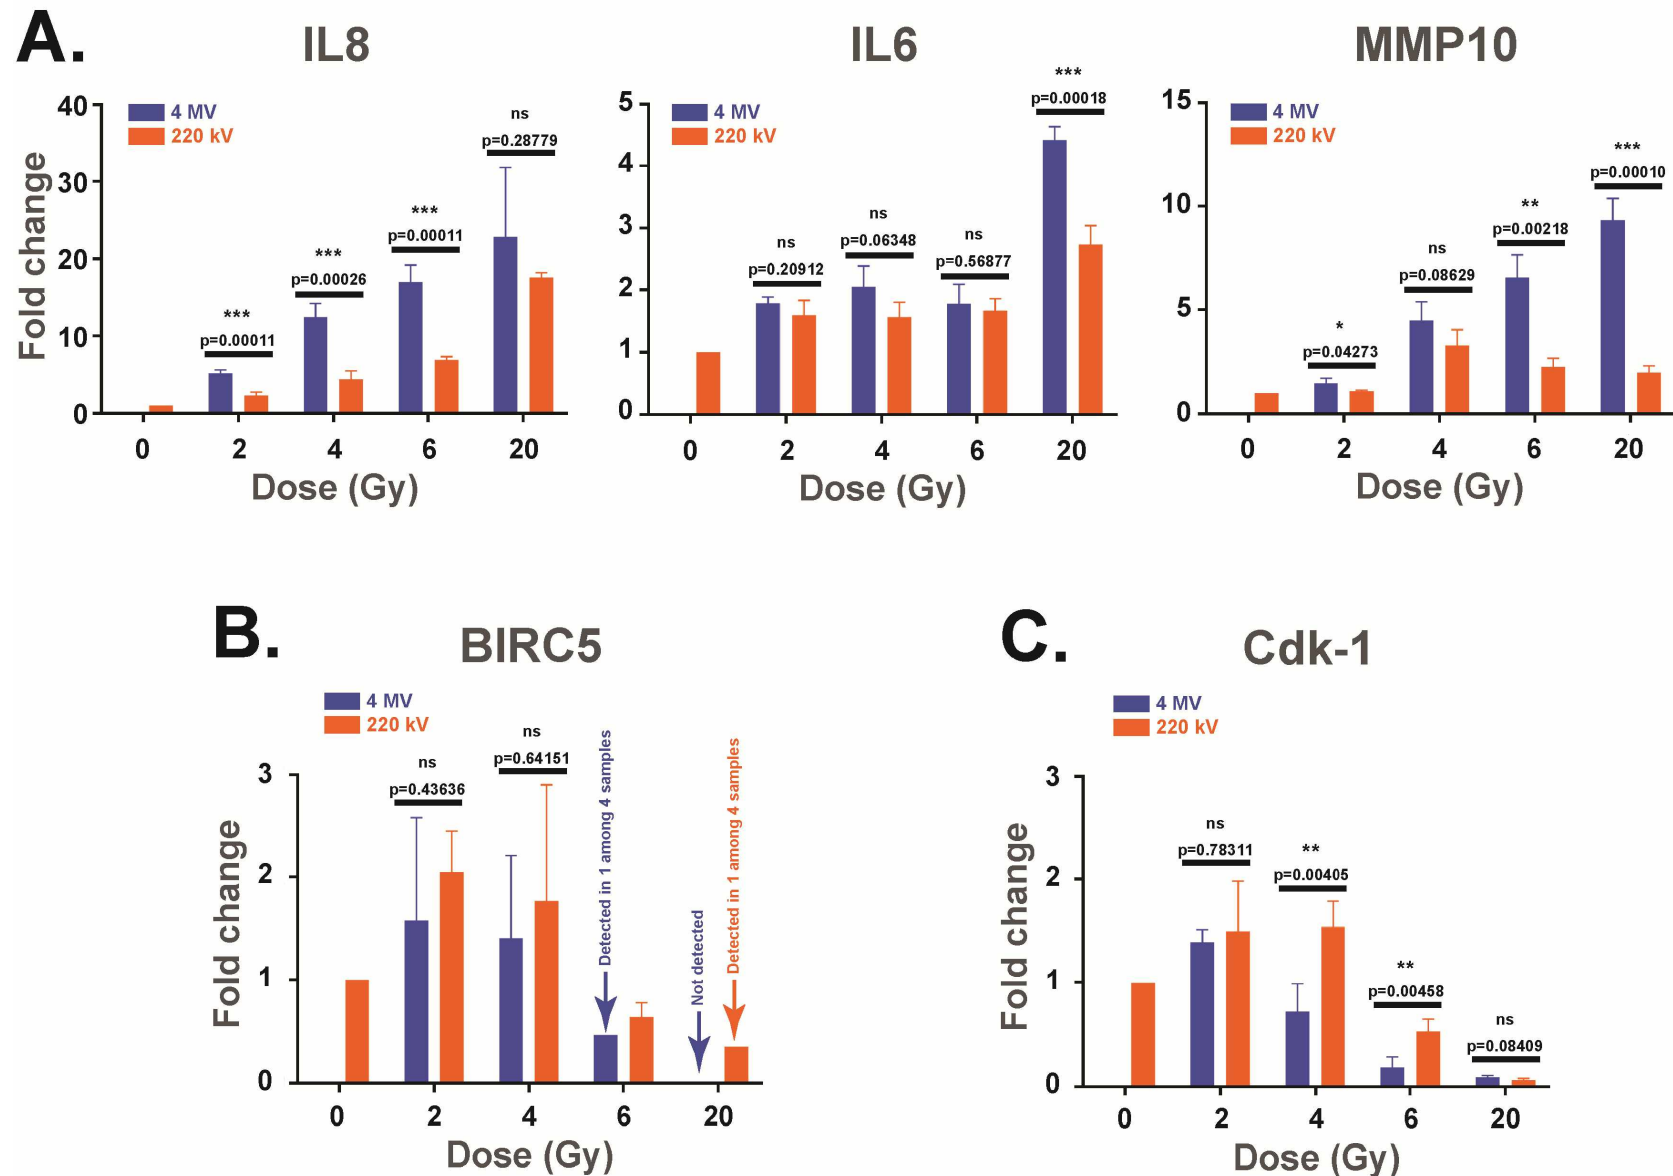 A.
IL8
4 MV
220 kV
Fold change
40
30
20
10
0
***
p=0.00011
***
p=0.00026
***
p=0.00011
ns
p=0.28779
0 2 4 6 20
Dose (Gy)
IL6
4 MV
220 kV
5
4
3
2
1
0
ns
p=0.20912
ns
p=0.06348
ns
p=0.56877
***
p=0.00018
0 2 4 6 20
Dose (Gy)
MMP10
4 MV
220 kV
15
10
5
0
*
p=0.04273
ns
p=0.08629
**
p=0.00218
***
p=0.00010
0 2 4 6 20
Dose (Gy)
B.
BIRC5
4 MV
220 kV
Fold change
3
2
1
0
ns
p=0.43636
ns
p=0.64151
Detected in 1 among 4 samples
Not detected
Detected in 1 among 4 samples
0 2 4 6 20
Dose (Gy)
C.
Cdk-1
4 MV
220 kV
Fold change
3
2
1
0
ns
p=0.78311
**
p=0.00405
**
p=0.00458
ns
p=0.08409
0 2 4 6 20
Dose (Gy)